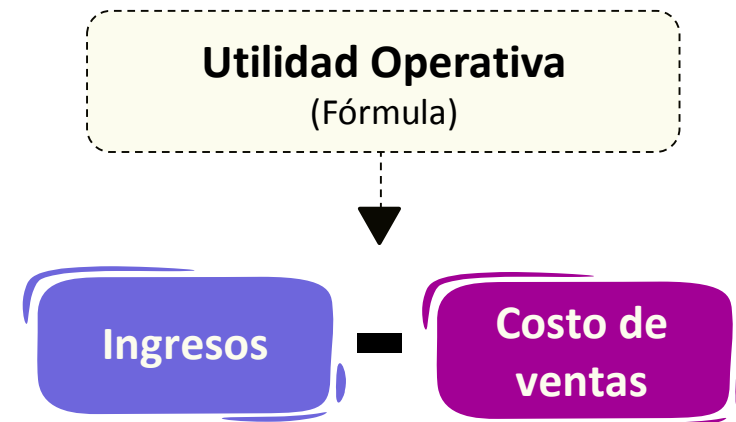 Utilidad Operativa
(Fórmula)
Ingresos
Costo de
ventas